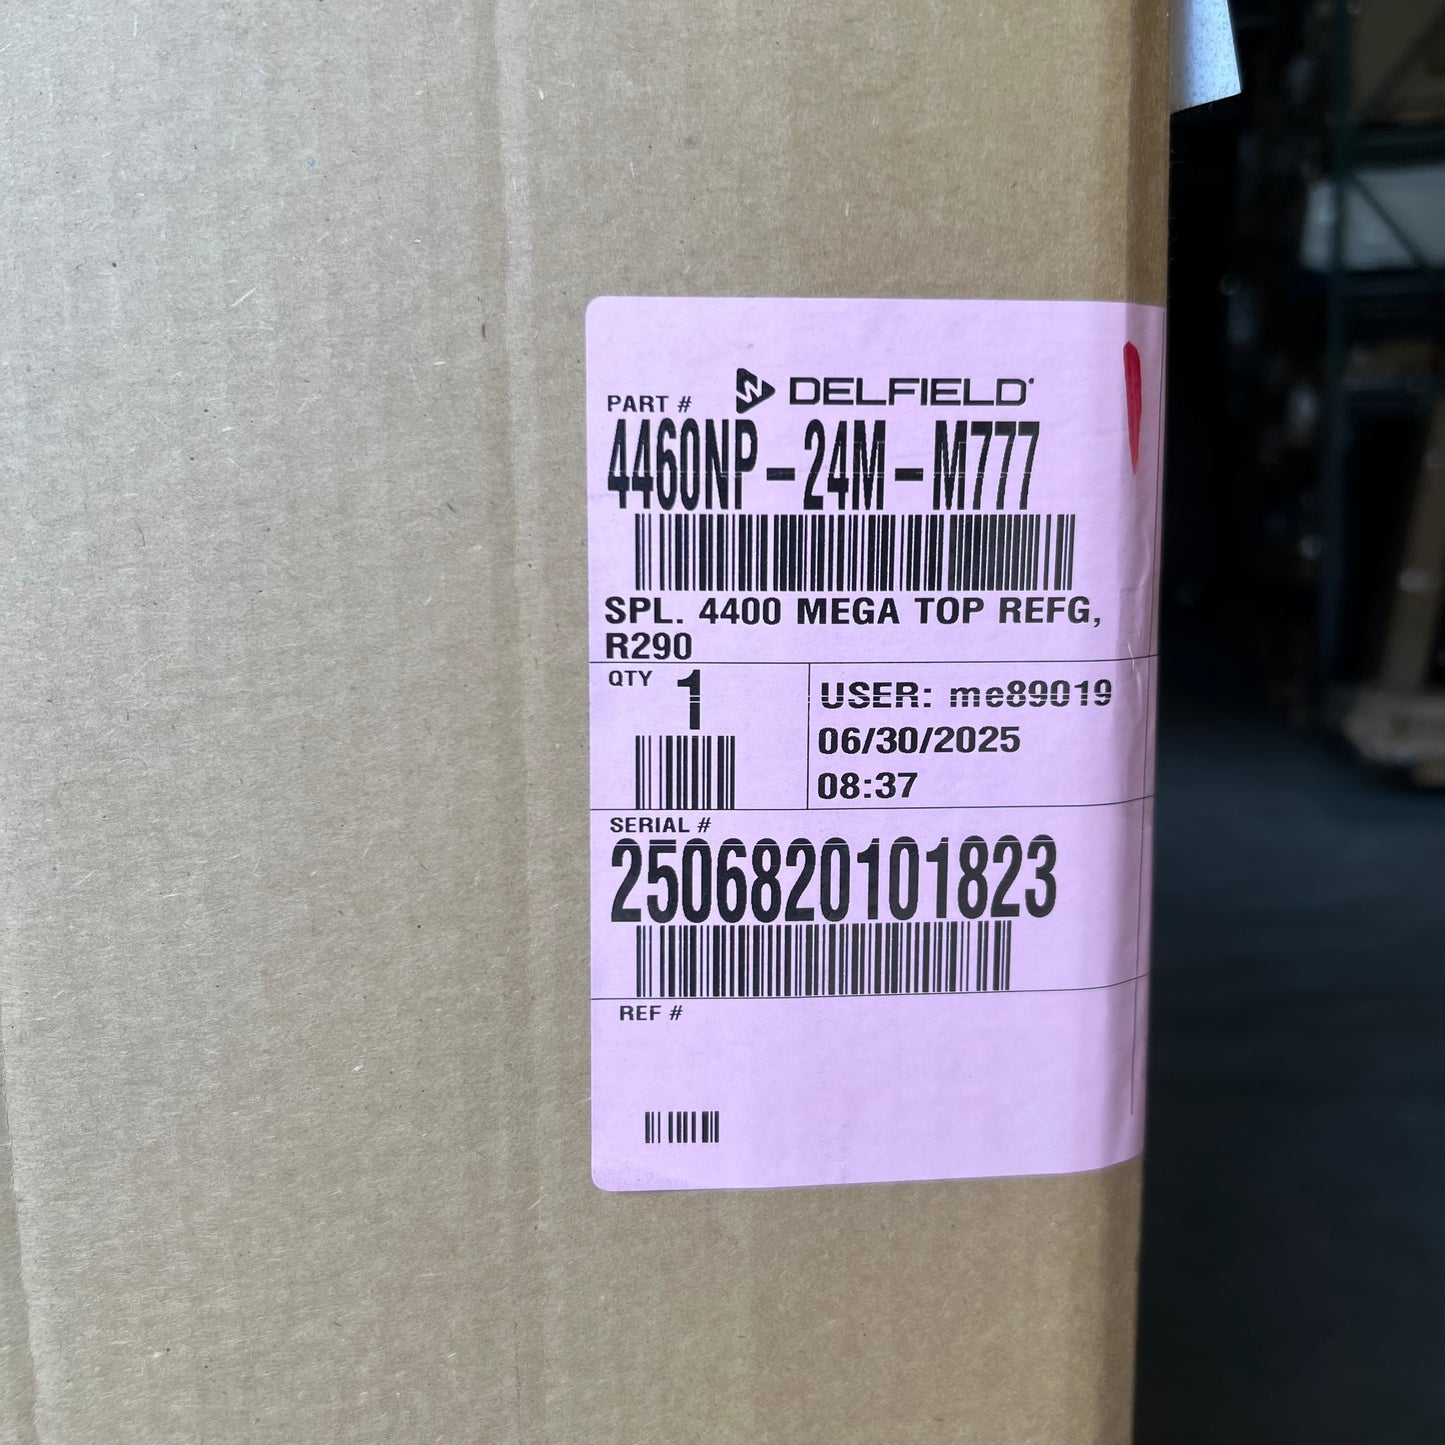 DELFIELD
PART #
4460NP-24M-M777
SPL. 4400 MEGA TOP REFG,
R290
QTY 1
USER: me89019
06/30/2025
08:37
SERIAL #
2506820101823
REF #